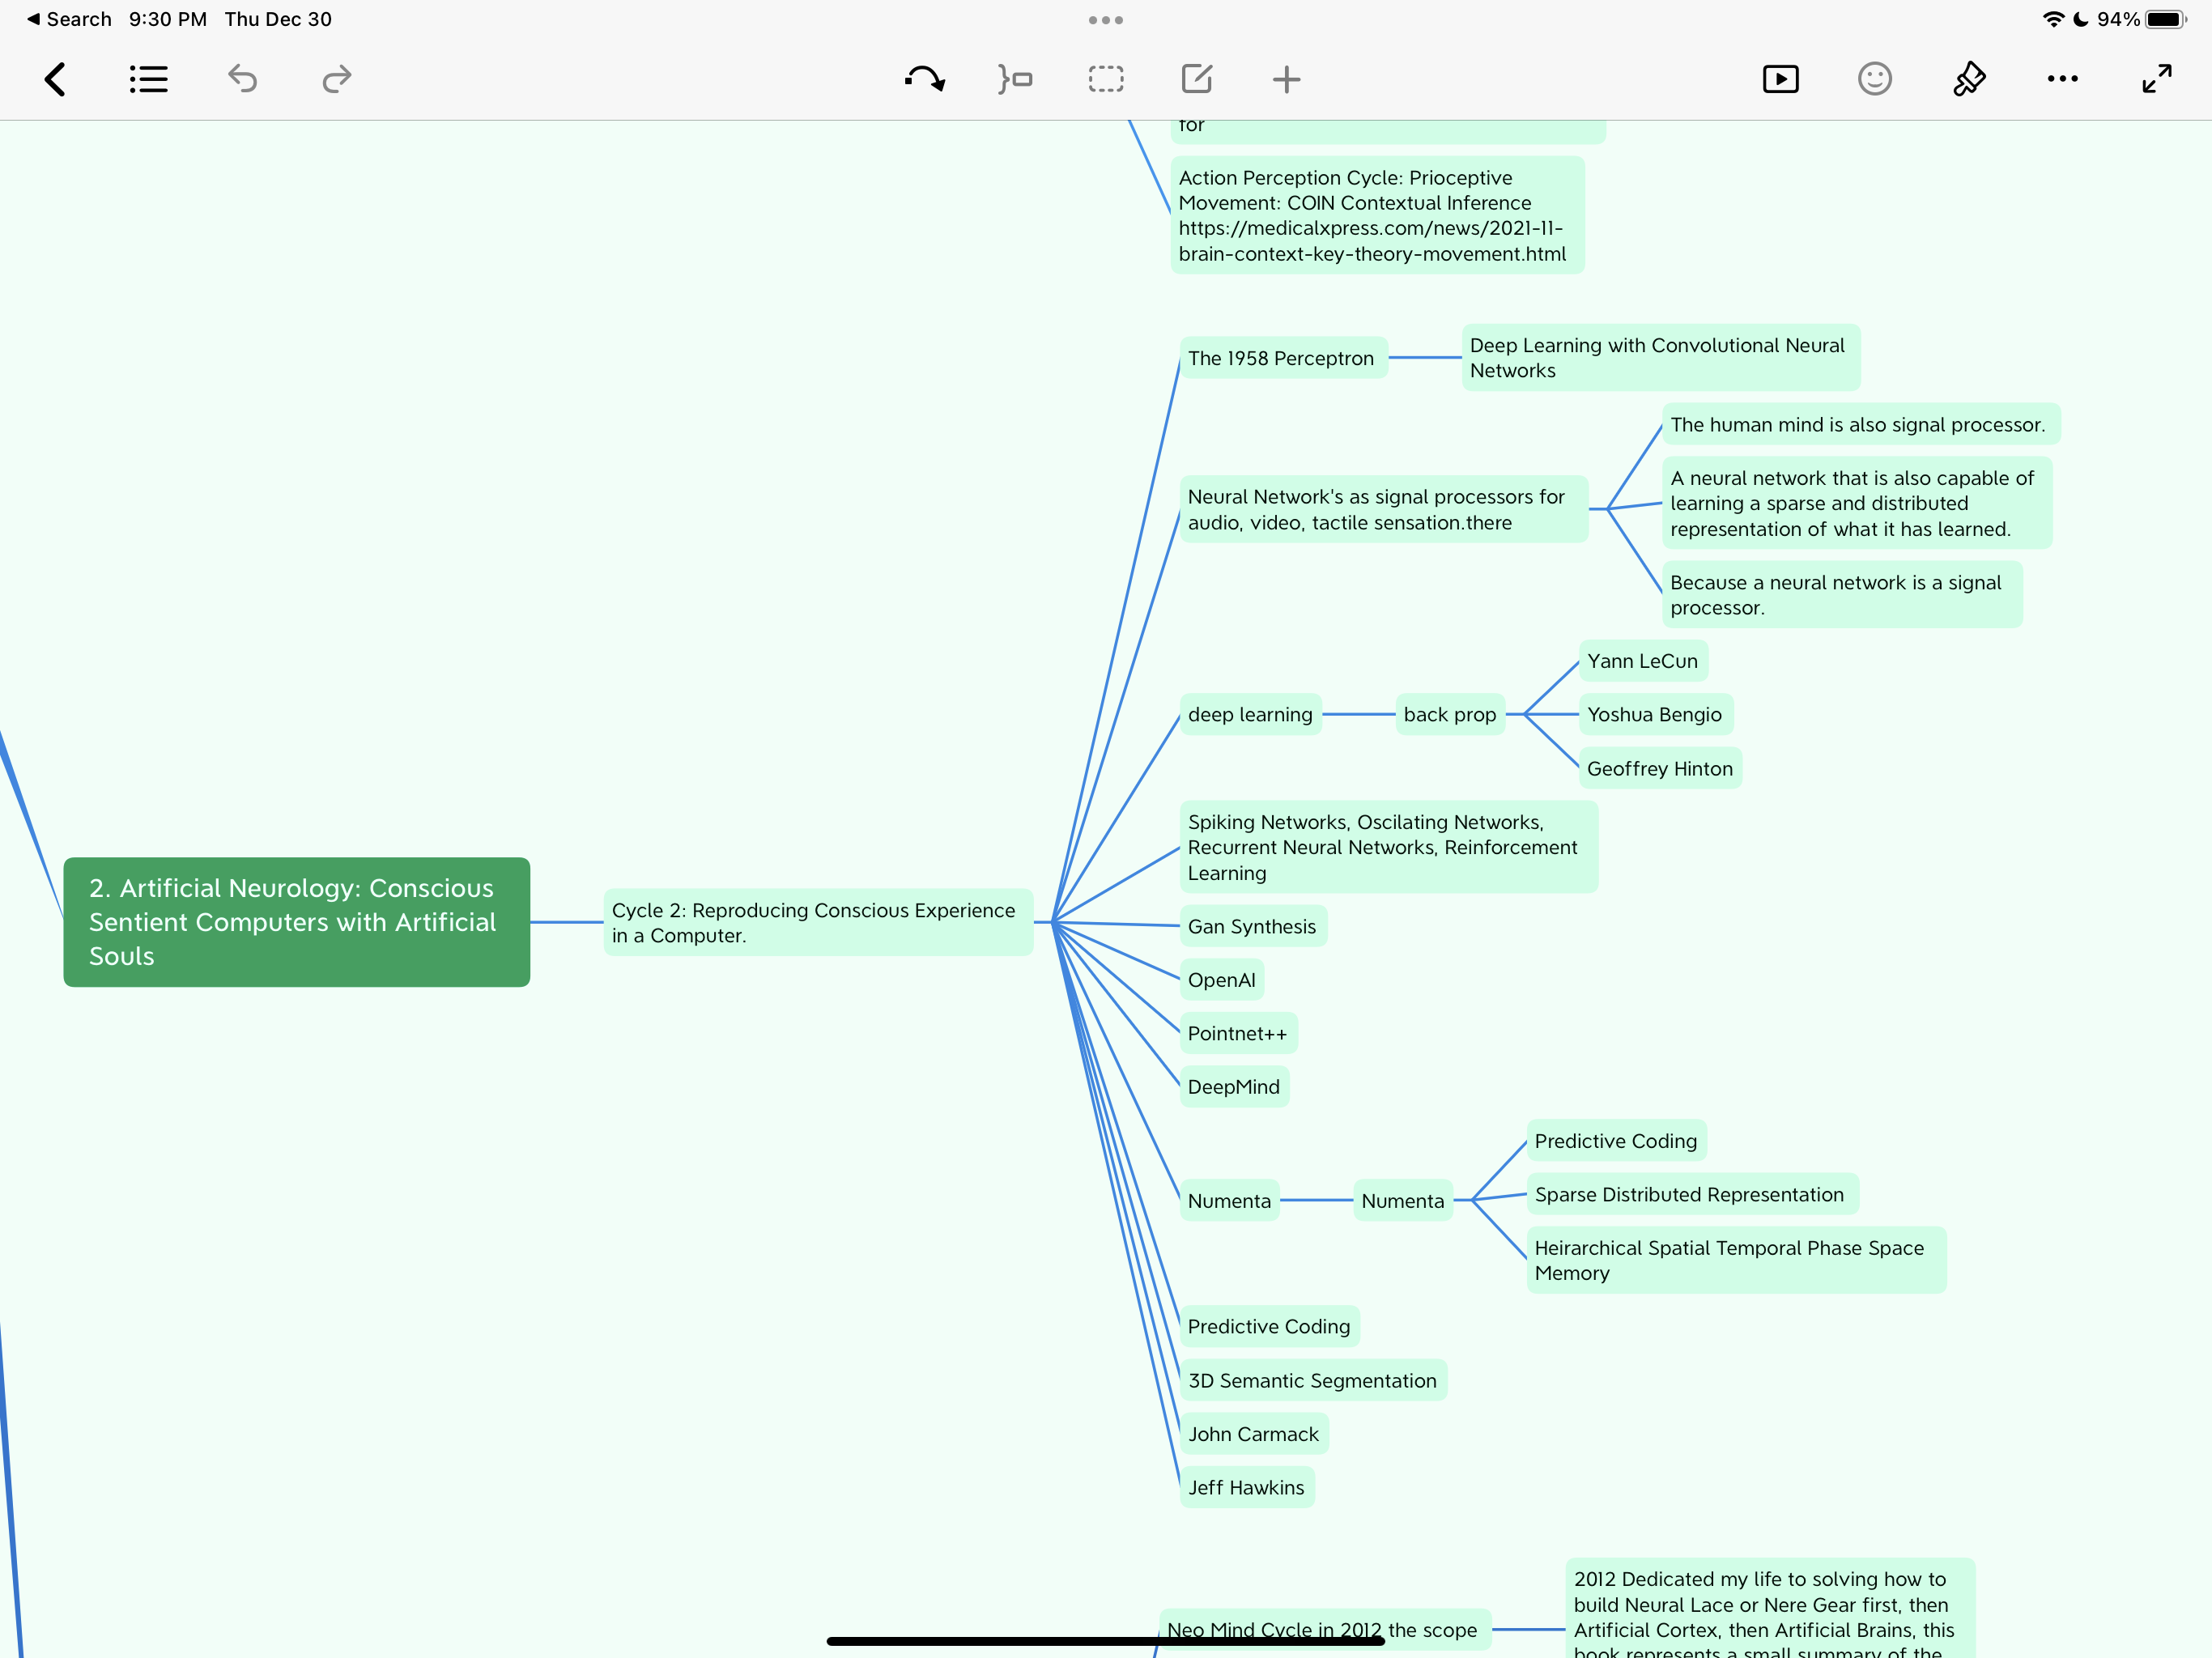 Search 9:30 PM Thu Dec 30
94%
for
Action Perception Cycle: Prioceptive
Movement: COIN Contextual Inference
https://medicalxpress.com/news/2021-11-
brain-context-key-theory-movement.html
The 1958 Perceptron
Deep Learning with Convolutional Neural
Networks
Neural Network's as signal processors for
audio, video, tactile sensation.there
The human mind is also signal processor.
A neural network that is also capable of
learning a sparse and distributed
representation of what it has learned.
Because a neural network is a signal
processor.
deep learning
back prop
Yann LeCun
Yoshua Bengio
Geoffrey Hinton
2. Artificial Neurology: Conscious
Sentient Computers with Artificial
Souls
Cycle 2: Reproducing Conscious Experience
in a Computer.
Spiking Networks, Oscilating Networks,
Recurrent Neural Networks, Reinforcement
Learning
Gan Synthesis
OpenAI
Pointnet++
DeepMind
Numenta
Numenta
Predictive Coding
Sparse Distributed Representation
Heirarchical Spatial Temporal Phase Space
Memory
Predictive Coding
3D Semantic Segmentation
John Carmack
Jeff Hawkins
Neo Mind Cycle in 2012 the scope
2012 Dedicated my life to solving how to
build Neural Lace or Nere Gear first, then
Artificial Cortex, then Artificial Brains, this
book represents a small summary of the